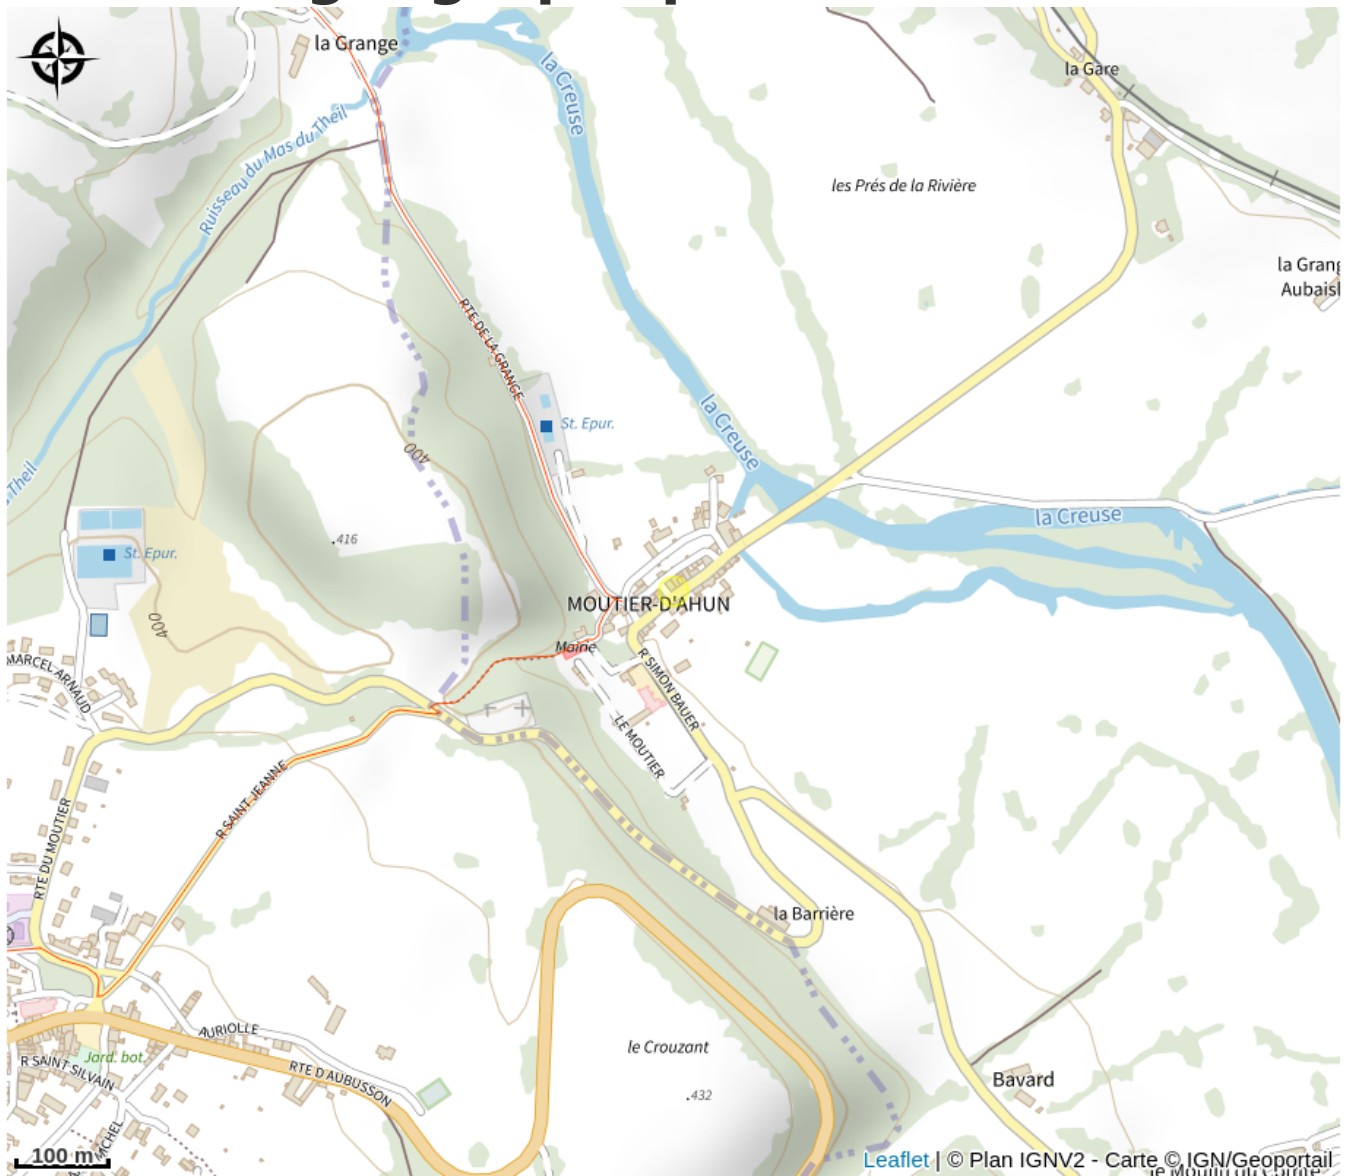 la Grange
la Creuse
la Gare
Ruisseau du Mas du Theil
les Prés de la Rivière
la Grang
Aubaisl
RTE DE LA GRANGE
St. Epur.
400
la Creuse
Theil
.416
la Creuse
St. Epur.
MOUTIER-D'AHUN
400
Mairie
MARCEL ARNAUD
R SIMON BAUER
LE MOUTIER
R SAINT JEANNE
RTE DU MOUTIER
la Barrière
AURIOLLE
le Crouzant
Jard. bot.
R SAINT-SILVAIN
RTE D'AUBUSSON
Bavard
.432
100 m
Leaflet | © Plan IGNV2 - Carte © IGN/Geoportail